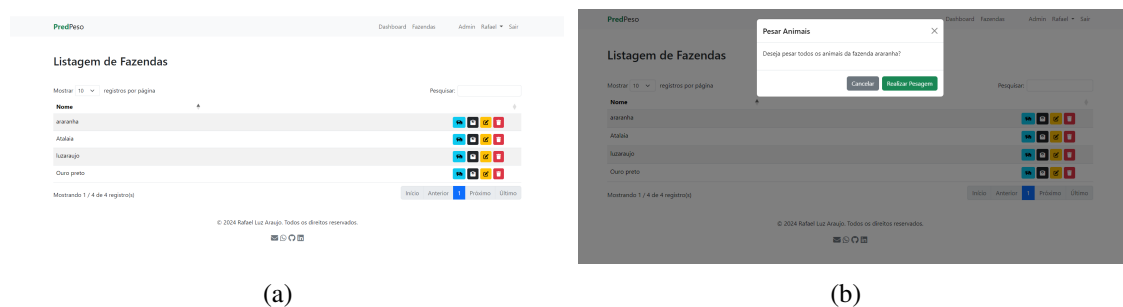 PredPeso Dashboard Fazendas Admin Rafael Sair
Listagem de Fazendas
Mostrar 10 registros por página Pesquisar:
Nome
araranha
Atalaia
luzaraujo
Ouro preto
Mostrando 1 / 4 de 4 registro(s) Início Anterior 1 Próximo Último
© 2024 Rafael Luz Araujo. Todos os direitos reservados.
(a)
PredPeso Dashboard Fazendas Admin Rafael Sair
Pesar Animais
Deseja pesar todos os animais da fazenda araranha?
Cancelar Realizar Pesagem
Listagem de Fazendas
Mostrar 10 registros por página Pesquisar:
Nome
araranha
Atalaia
luzaraujo
Ouro preto
Mostrando 1 / 4 de 4 registro(s) Início Anterior 1 Próximo Último
© 2024 Rafael Luz Araujo. Todos os direitos reservados.
(b)